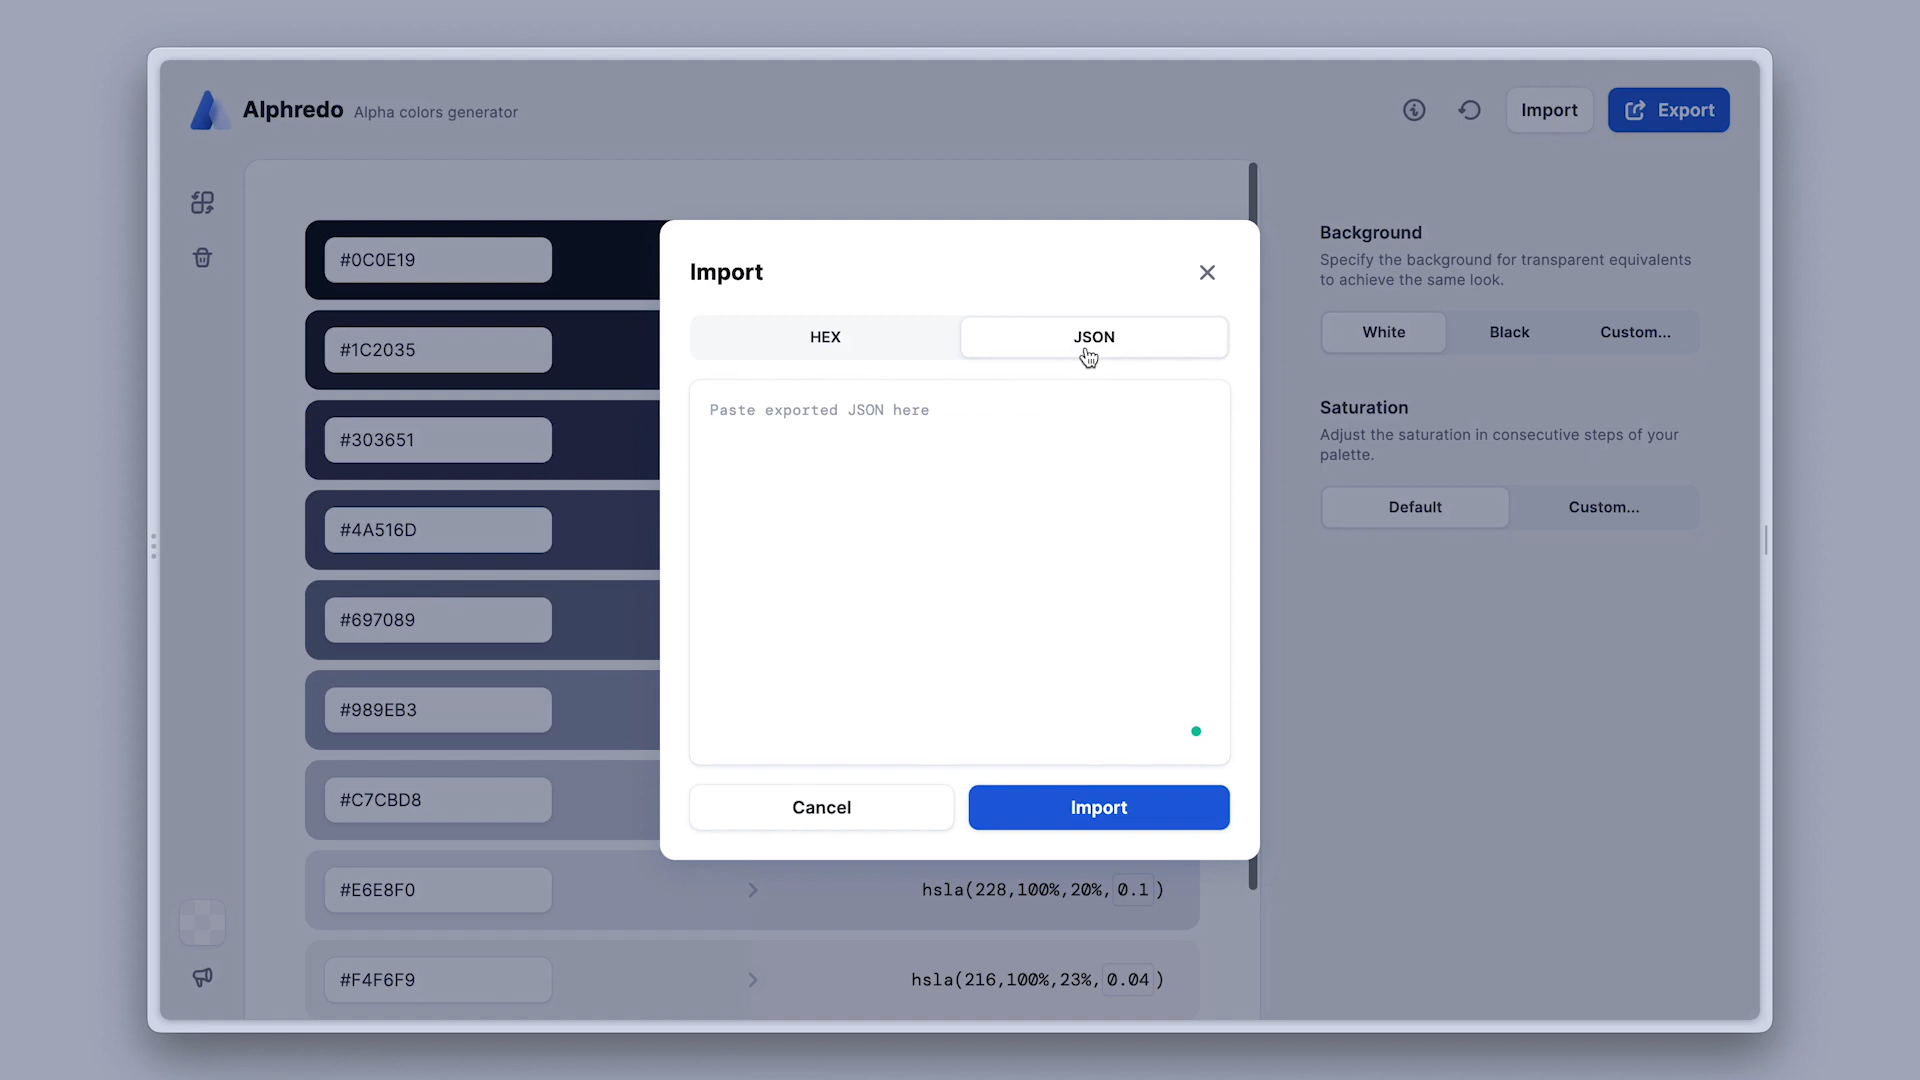 Alphredo Alpha colors generator
Import
Export
#0C0E19
#1C2035
#303651
#4A516D
#697089
#989EB3
#C7CBD8
#E6E8F0
hsla(228,100%,20%, 0.1 )
#F4F6F9
hsla(216,100%,23%, 0.04 )
Import
HEX
JSON
Paste exported JSON here
Cancel
Import
Background
Specify the background for transparent equivalents
to achieve the same look.
White
Black
Custom...
Saturation
Adjust the saturation in consecutive steps of your
palette.
Default
Custom...